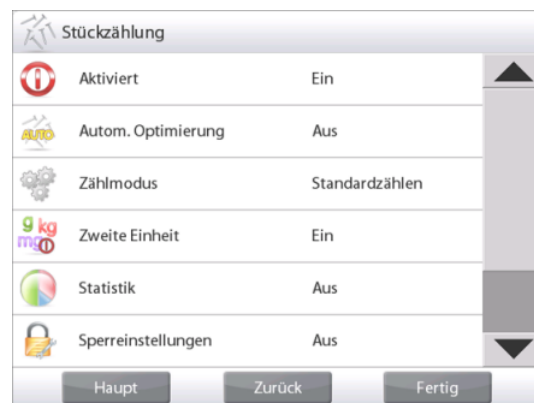 Stückzählung
Aktiviert Ein
AUTO Autom. Optimierung Aus
Zählmodus Standardzählen
g kg
mg Zweite Einheit Ein
Statistik Aus
Sperreinstellungen Aus
Haupt Zurück Fertig